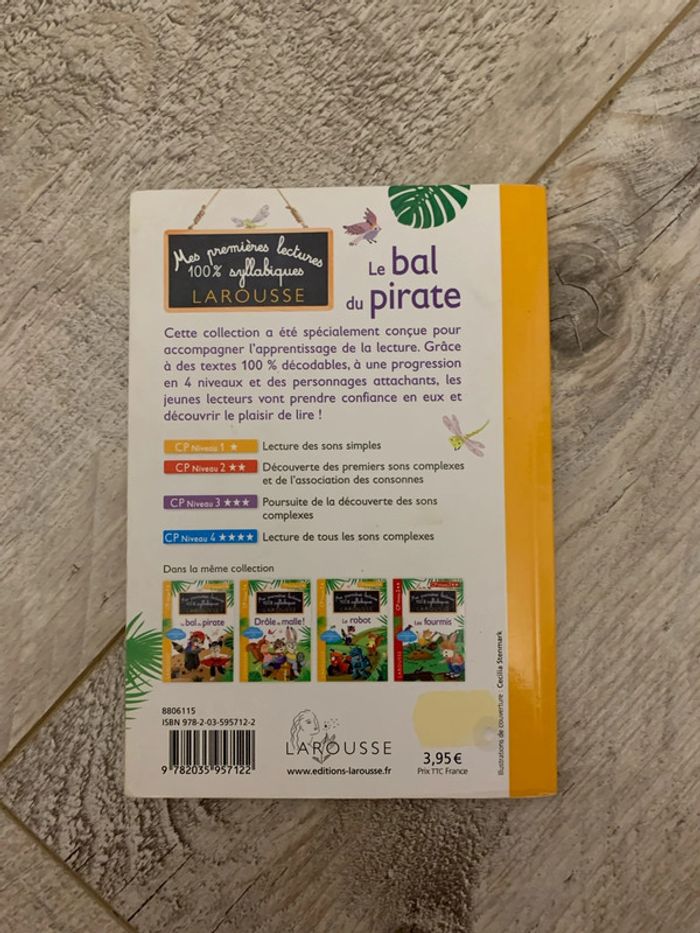 Mes premières lectures
100% syllabiques
LAROUSSE
Le bal
du pirate
Cette collection a été spécialement conçue pour
accompagner l'apprentissage de la lecture. Grâce
à des textes 100 % décodables, à une progression
en 4 niveaux et des personnages attachants, les
jeunes lecteurs vont prendre confiance en eux et
découvrir le plaisir de lire !
CP Niveau 1 ★ Lecture des sons simples
CP Niveau 2 ★★ Découverte des premiers sons complexes
et de l'association des consonnes
CP Niveau 3 ★★★ Poursuite de la découverte des sons
complexes
CP Niveau 4 ★★★★ Lecture de tous les sons complexes
Dans la même collection
Le bal du pirate
Drôle de malle !
Le robot
Les fourmis
LAROUSSE
8806115
ISBN 978-2-03-595712-2
9 782035 957122
LAROUSSE
www.editions-larousse.fr
3,95 €
Prix TTC France
Illustrations de couverture : Cecilia Stenmark